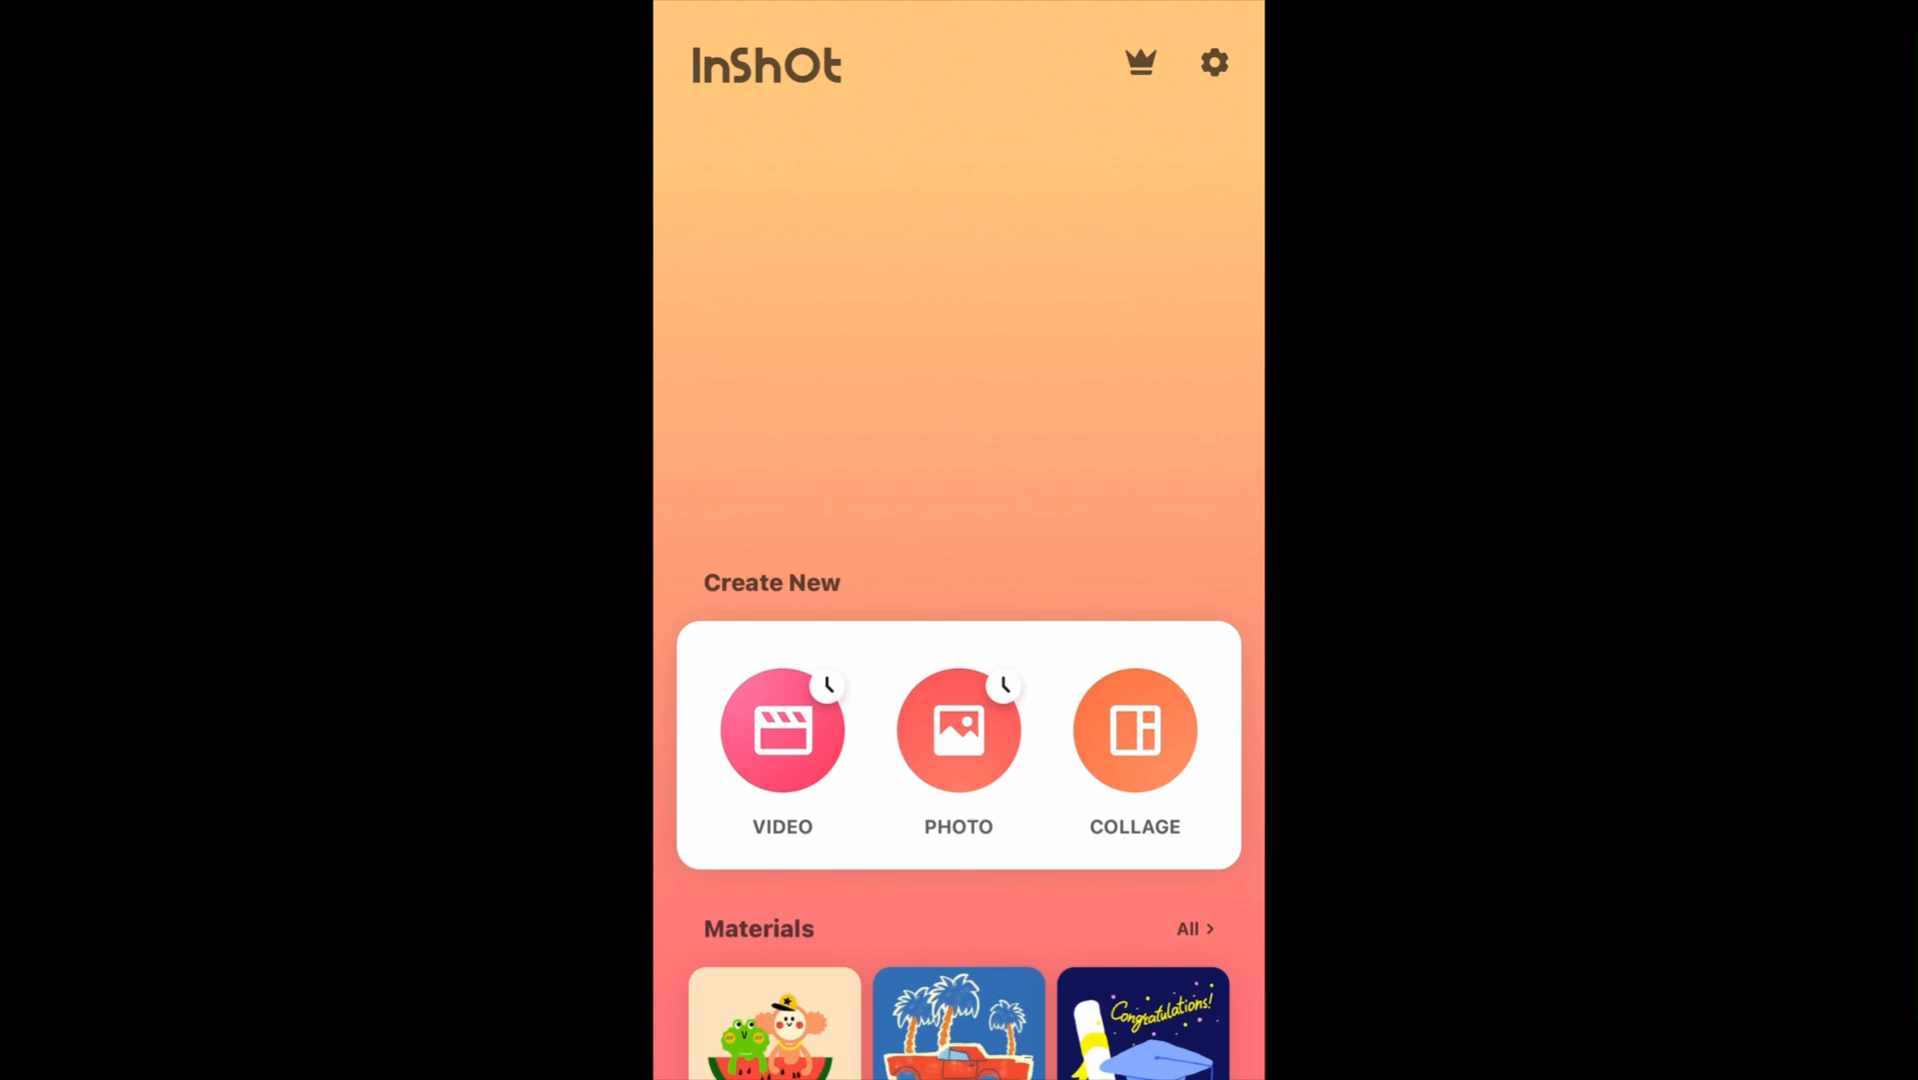 InShOt
Create New
VIDEO
PHOTO
COLLAGE
Materials
All >
Congratulations!